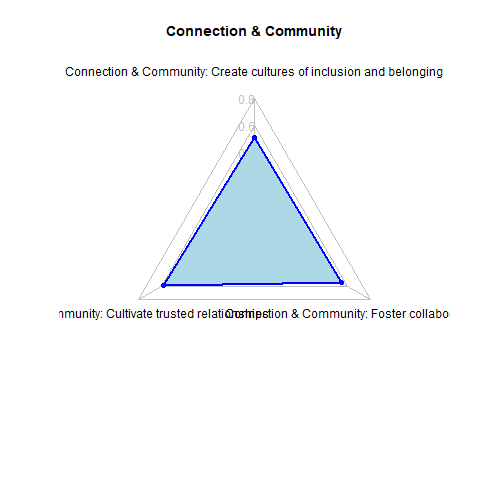 Connection & Community
Connection & Community: Create cultures of inclusion and belonging
0.8
0.6
mmunity: Cultivate trusted relationships
Connection & Community: Foster collabo